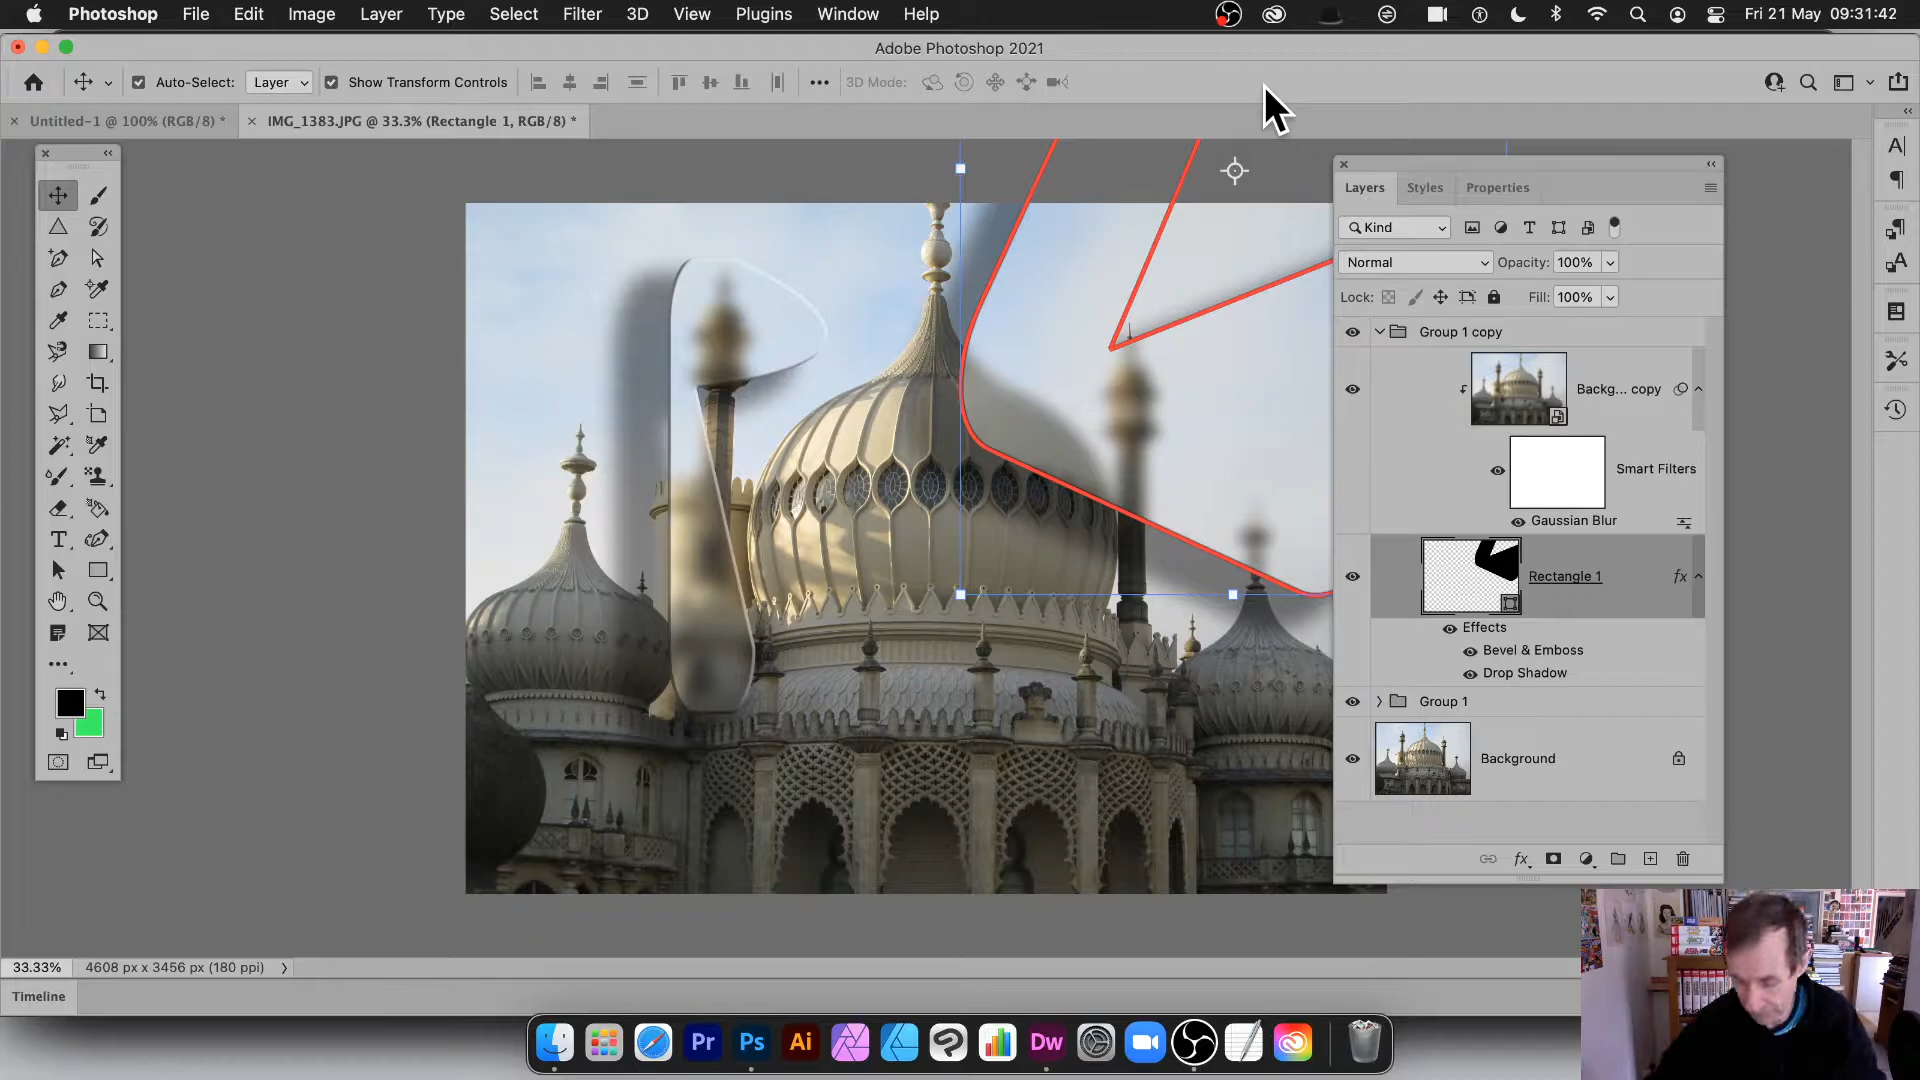 Photoshop File Edit Image Layer Type Select Filter 3D View Plugins Window Help Fri 21 May 09:31:42
Adobe Photoshop 2021
Auto-Select: Layer Show Transform Controls 3D Mode:
Untitled-1 @ 100% (RGB/8) * IMG_1383.JPG @ 33.3% (Rectangle 1, RGB/8) *
Layers Styles Properties
Kind
Normal Opacity: 100%
Lock: Fill: 100%
Group 1 copy
Backg... copy
Smart Filters
Gaussian Blur
Rectangle 1 fx
Effects
Bevel & Emboss
Drop Shadow
Group 1
Background
fx
33.33% 4608 px x 3456 px (180 ppi)
Timeline
Pr Ps Ai Dw